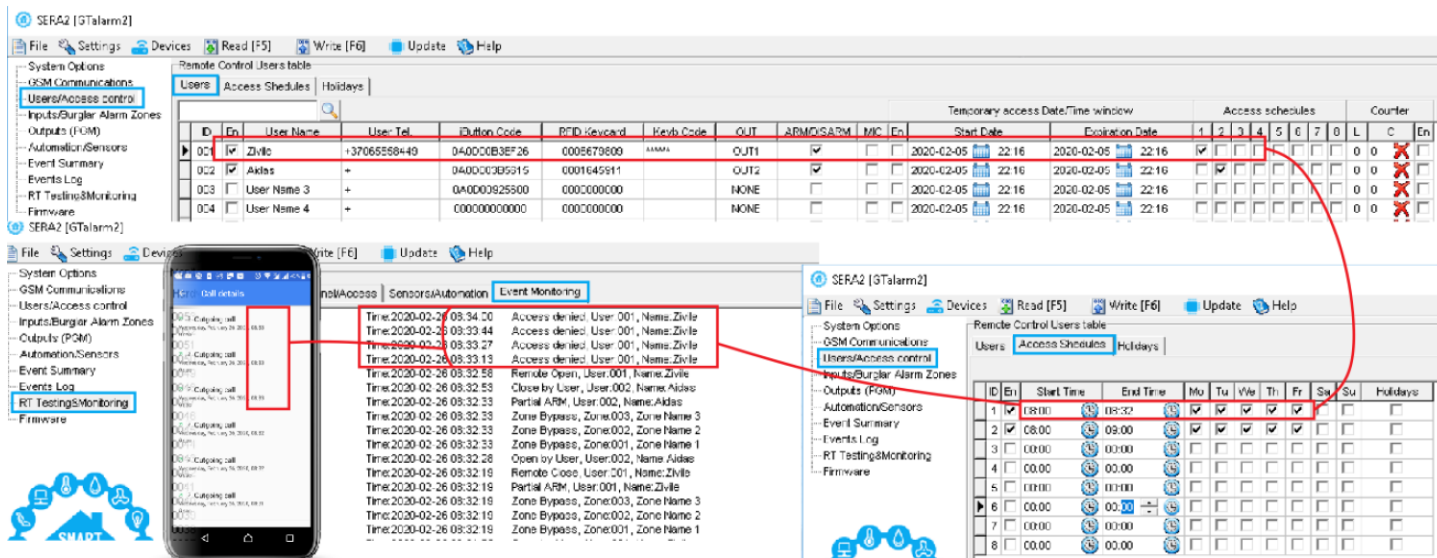 SERA2 [GTalarm2]
File Settings Devices Read [F5] Write [F6] Update Help
System Options
GSM Communications
Users/Access control
Inputs/Burglar Alarm Zones
Outputs (PGM)
Automation/Sensors
Event Summary
Events Log
RT Testing&Monitoring
Firmware
Remote Control Users table
Users Access Shedules Holidays
Temporary access Date/Time window Access schedules Counter
ID En User Name User Tel. iButton Code RFID Keycard Keyb Code OUT ARM/DISARM MIC En Start Date Expiration Date 1 2 3 4 5 6 7 8 L C En
001 Zivile +37065568449 0A0D00B3EF26 0006679809 ****** OUT1 2020-02-05 22:16 2020-02-05 22:16 0 0
002 Aidas + 0A0D003B5615 0001645911 OUT2 2020-02-05 22:16 2020-02-05 22:16 0 0
003 User Name 3 + 0A0D03925600 0000000000 NONE 2020-02-05 22:16 2020-02-05 22:16 0 0
004 User Name 4 + 000000000000 0000000000 NONE 2020-02-05 22:16 2020-02-05 22:16 0 0
SERA2 [GTalarm2]
File Settings Write [F6] Update Help
System Options
GSM Communications
Users/Access control
Inputs/Burglar Alarm Zones
Outputs (PGM)
Automation/Sensors
Event Summary
Events Log
RT Testing&Monitoring
Firmware
SMART
Call details
Outgoing call
Outgoing call
Outgoing call
Outgoing call
Outgoing call
Outgoing call
Sensors/Automation Event Monitoring
Time:2020-02-26 08:34:00 Access denied, User:001, Name:Zivile
Time:2020-02-26 08:33:44 Access denied, User:001, Name:Zivile
Time:2020-02-26 08:33:27 Access denied, User:001, Name:Zivile
Time:2020-02-26 08:33:13 Access denied, User:001, Name:Zivile
Time:2020-02-26 08:32:58 Remote Open, User:001, Name:Zivile
Time:2020-02-26 08:32:53 Close by User, User:002, Name:Aidas
Time:2020-02-26 08:32:33 Partial ARM, User:002, Name:Aidas
Time:2020-02-26 08:32:33 Zone Bypass, Zone:003, Zone Name 3
Time:2020-02-26 08:32:33 Zone Bypass, Zone:002, Zone Name 2
Time:2020-02-26 08:32:33 Zone Bypass, Zone:001, Zone Name 1
Time:2020-02-26 08:32:28 Open by User, User:002, Name:Aidas
Time:2020-02-26 08:32:19 Remote Close, User:001, Name:Zivile
Time:2020-02-26 08:32:19 Partial ARM, User:001, Name:Zivile
Time:2020-02-26 08:32:19 Zone Bypass, Zone:003, Zone Name 3
Time:2020-02-26 08:32:19 Zone Bypass, Zone:002, Zone Name 2
Time:2020-02-26 08:32:19 Zone Bypass, Zone:001, Zone Name 1
SERA2 [GTalarm2]
File Settings Devices Read [F5] Write [F6] Update Help
System Options
GSM Communications
Users/Access control
Inputs/Burglar Alarm Zones
Outputs (PGM)
Automation/Sensors
Event Summary
Events Log
RT Testing&Monitoring
Firmware
Remote Control Users table
Users Access Shedules Holidays
ID En Start Time End Time Mo Tu We Th Fr Sa Su Holidays
1 08:00 08:32
2 08:00 09:00
3 00:00 00:00
4 00:00 00:00
5 00:00 00:00
6 00:00 00:00
7 00:00 00:00
8 00:00 00:00